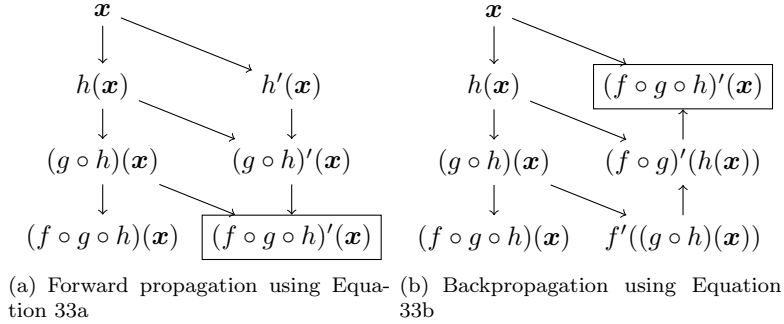 x
h(x)
h′(x)
(g ∘ h)(x)
(g ∘ h)′(x)
(f ∘ g ∘ h)(x)
(f ∘ g ∘ h)′(x)
(a) Forward propagation using Equa-
tion 33a
x
h(x)
(f ∘ g ∘ h)′(x)
(g ∘ h)(x)
(f ∘ g)′(h(x))
(f ∘ g ∘ h)(x)
f′((g ∘ h)(x))
(b) Backpropagation using Equation
33b